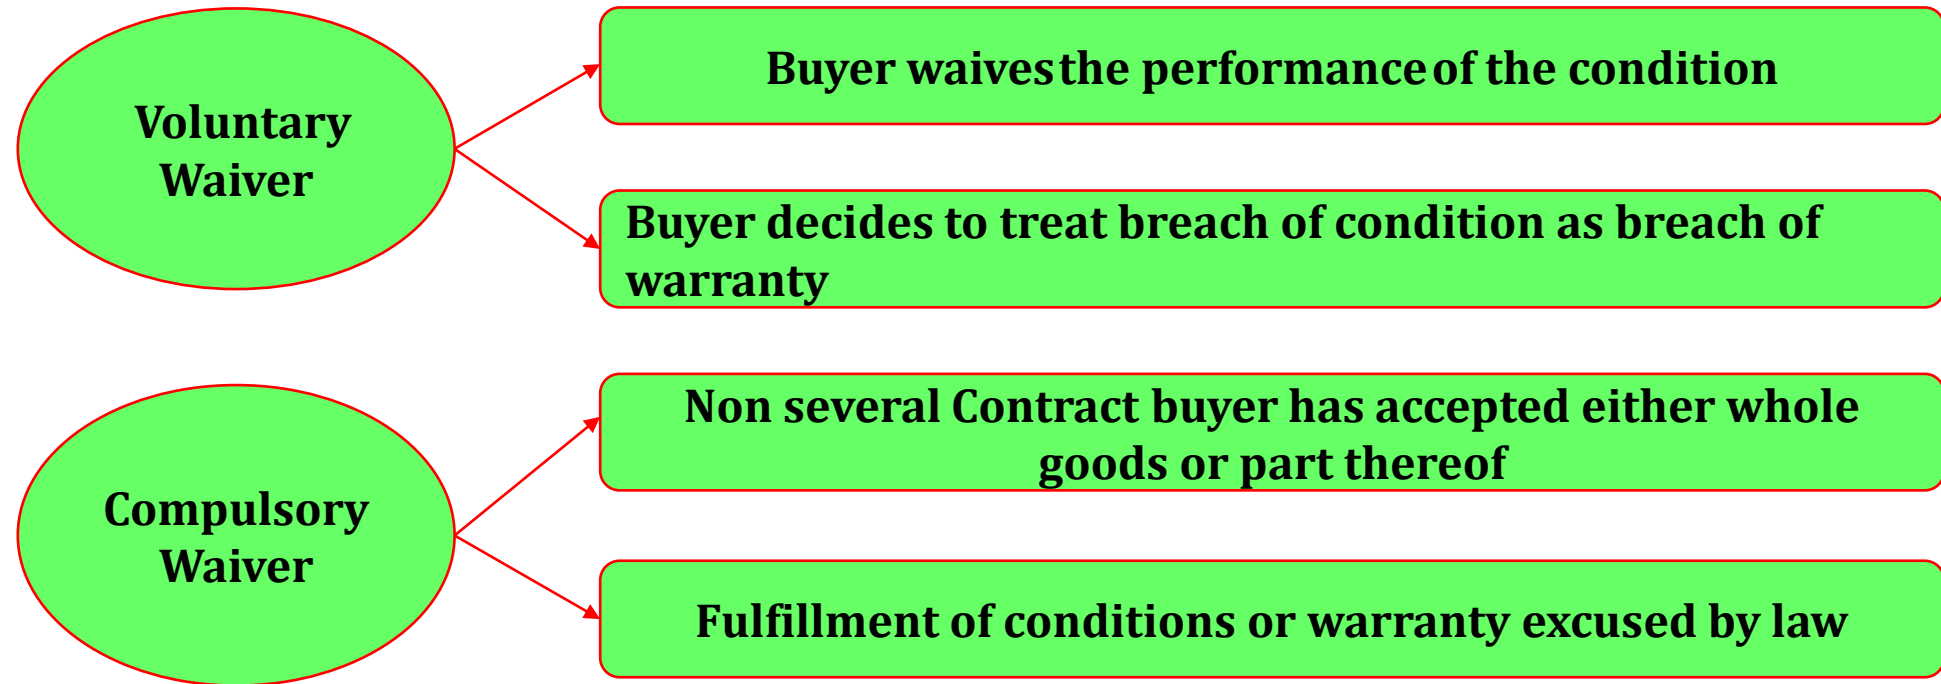 Voluntary
Waiver
Buyer waives the performance of the condition
Buyer decides to treat breach of condition as breach of
warranty
Compulsory
Waiver
Non several Contract buyer has accepted either whole
goods or part thereof
Fulfillment of conditions or warranty excused by law